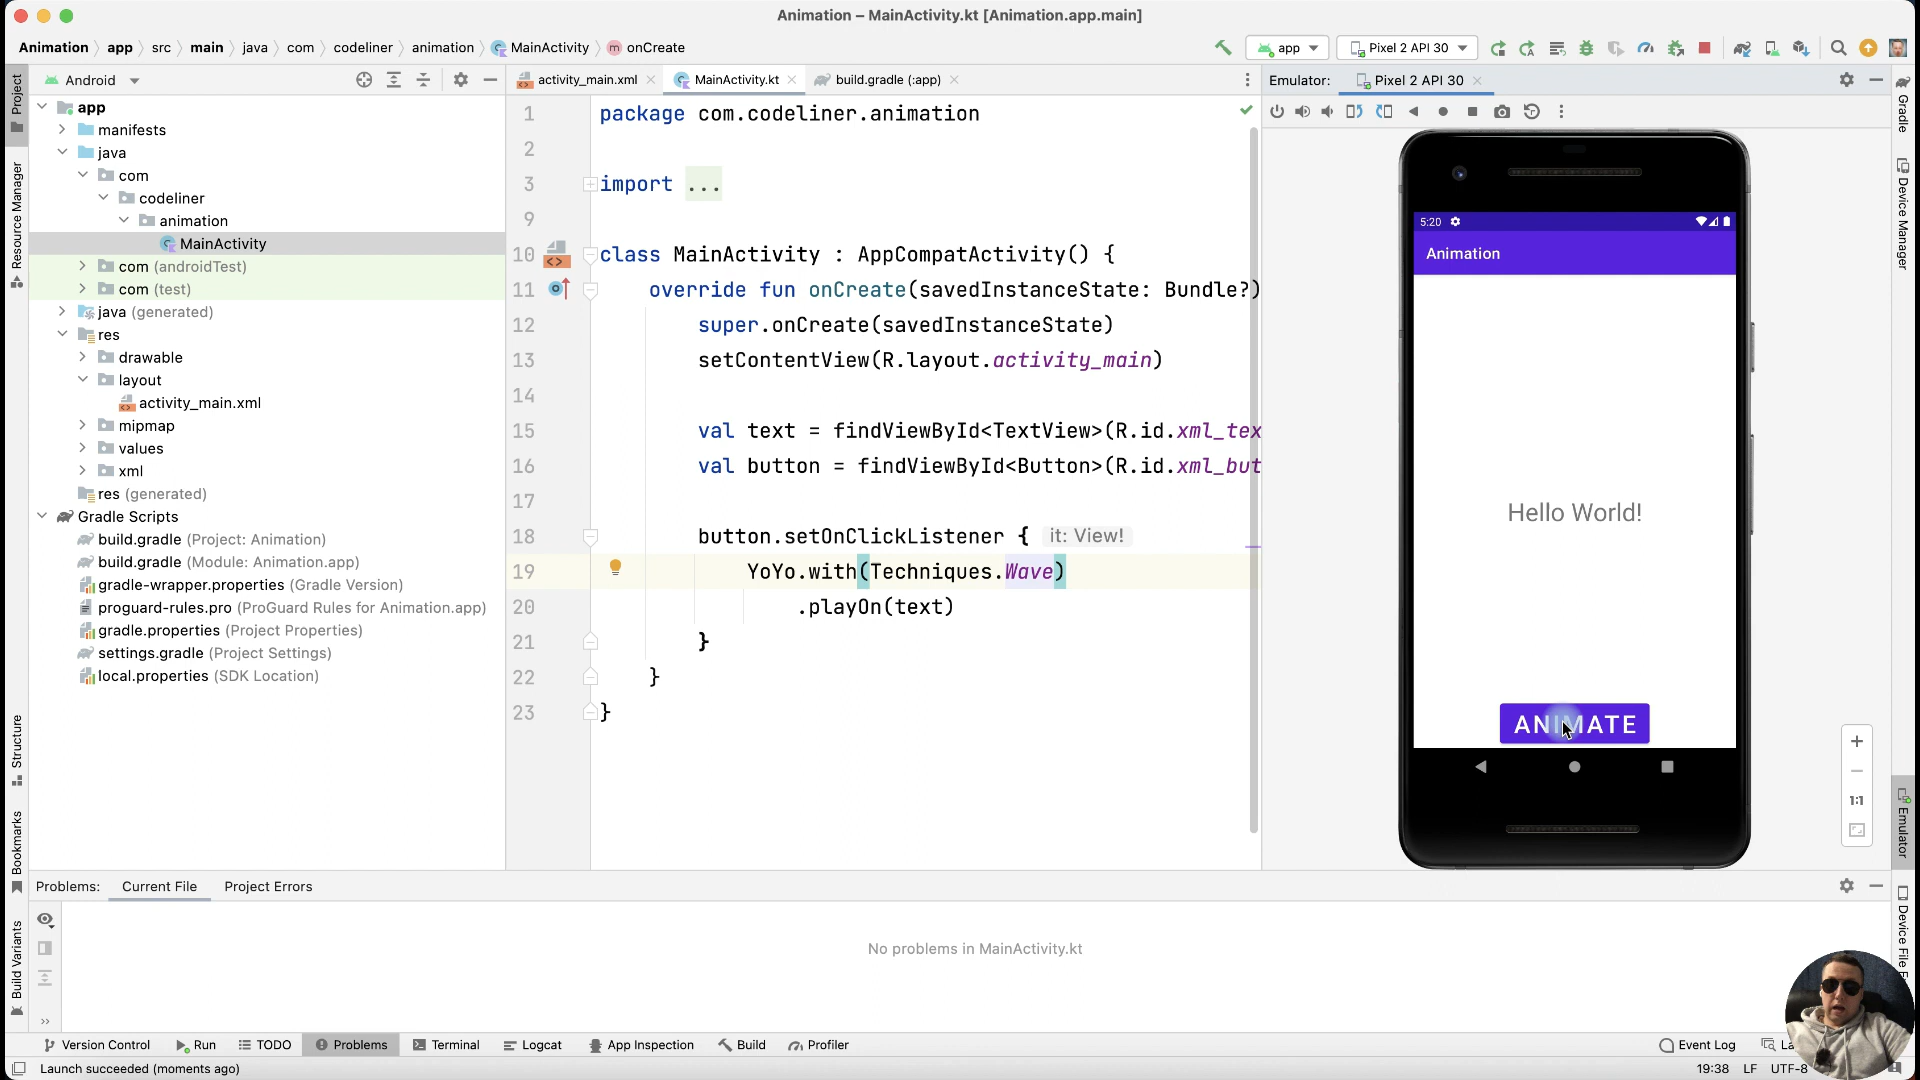 Animation – MainActivity.kt [Animation.app.main]
Animation app src main java com codeliner animation MainActivity onCreate
app Pixel 2 API 30
Android
activity_main.xml MainActivity.kt build.gradle (:app)
Emulator: Pixel 2 API 30
Project
Resource Manager
Structure
Bookmarks
Build Variants
app
manifests
java
com
codeliner
animation
MainActivity
com (androidTest)
com (test)
java (generated)
res
drawable
layout
activity_main.xml
mipmap
values
xml
res (generated)
Gradle Scripts
build.gradle (Project: Animation)
build.gradle (Module: Animation.app)
gradle-wrapper.properties (Gradle Version)
proguard-rules.pro (ProGuard Rules for Animation.app)
gradle.properties (Project Properties)
settings.gradle (Project Settings)
local.properties (SDK Location)
1 package com.codeliner.animation
2
3 import ...
9
10 class MainActivity : AppCompatActivity() {
11 override fun onCreate(savedInstanceState: Bundle?)
12 super.onCreate(savedInstanceState)
13 setContentView(R.layout.activity_main)
14
15 val text = findViewById<TextView>(R.id.xml_tex
16 val button = findViewById<Button>(R.id.xml_but
17
18 button.setOnClickListener { it: View!
19 YoYo.with(Techniques.Wave)
20 .playOn(text)
21 }
22 }
23 }
5:20
Animation
Hello World!
ANIMATE
1:1
Gradle
Device Manager
Emulator
Device File E
Problems: Current File Project Errors
No problems in MainActivity.kt
Version Control Run TODO Problems Terminal Logcat App Inspection Build Profiler Event Log La
Launch succeeded (moments ago) 19:38 LF UTF-8